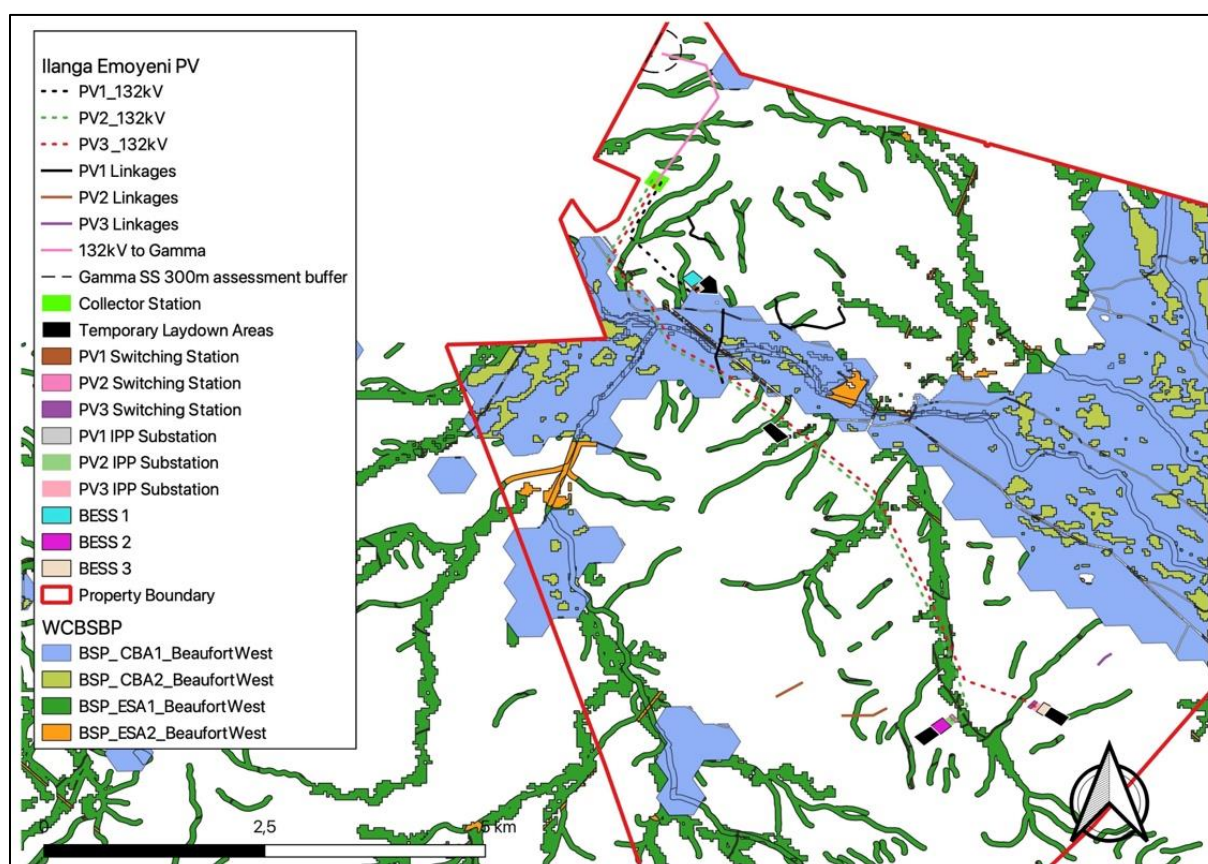 Ilanga Emoyeni PV
PV1_132kV
PV2_132kV
PV3_132kV
PV1 Linkages
PV2 Linkages
PV3 Linkages
132kV to Gamma
Gamma SS 300m assessment buffer
Collector Station
Temporary Laydown Areas
PV1 Switching Station
PV2 Switching Station
PV3 Switching Station
PV1 IPP Substation
PV2 IPP Substation
PV3 IPP Substation
BESS 1
BESS 2
BESS 3
Property Boundary
WCBSBP
BSP_CBA1_BeaufortWest
BSP_CBA2_BeaufortWest
BSP_ESA1_BeaufortWest
BSP_ESA2_BeaufortWest
0 2,5 5 km